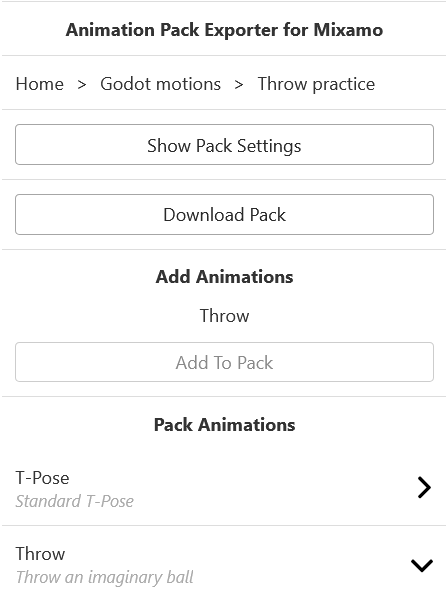 Animation Pack Exporter for Mixamo
Home > Godot motions > Throw practice
Show Pack Settings
Download Pack
Add Animations
Throw
Add To Pack
Pack Animations
T-Pose
Standard T-Pose
Throw
Throw an imaginary ball